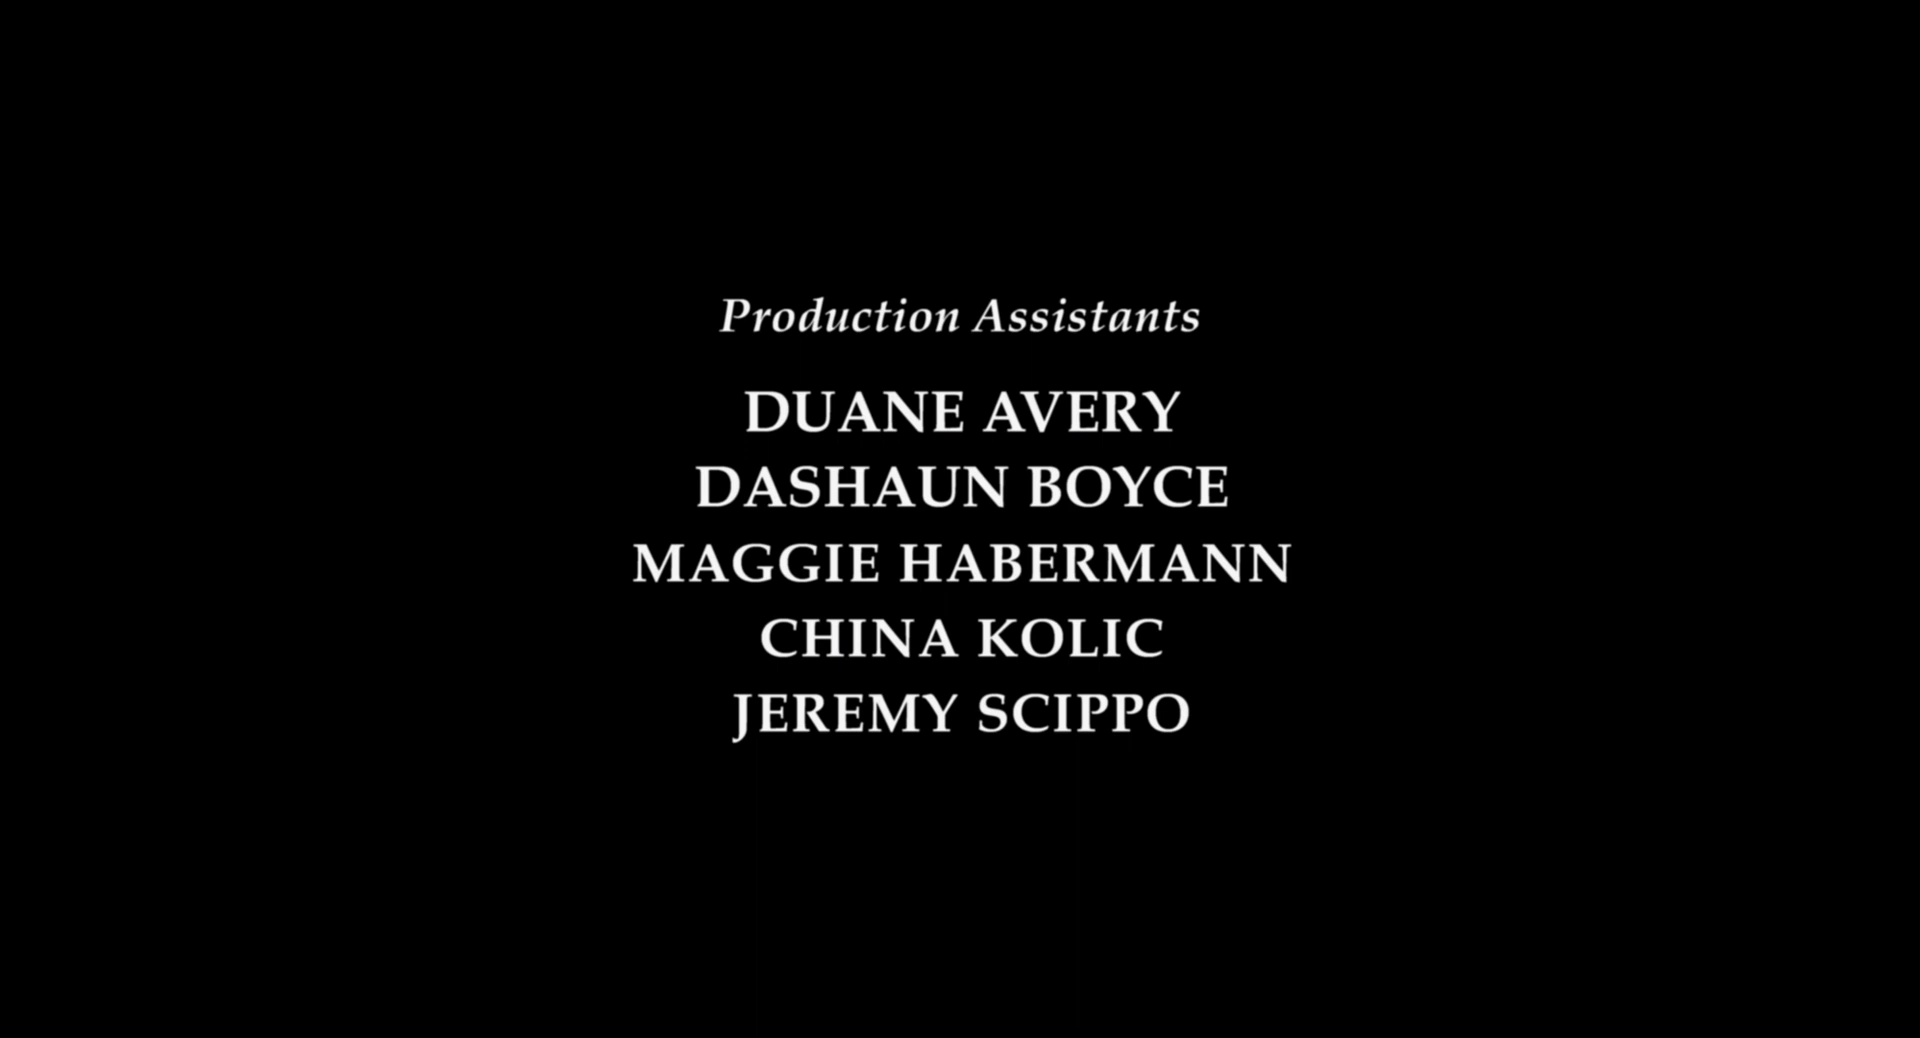 Production Assistants
DUANE AVERY
DASHAUN BOYCE
MAGGIE HABERMANN
CHINA KOLIC
JEREMY SCIPPO